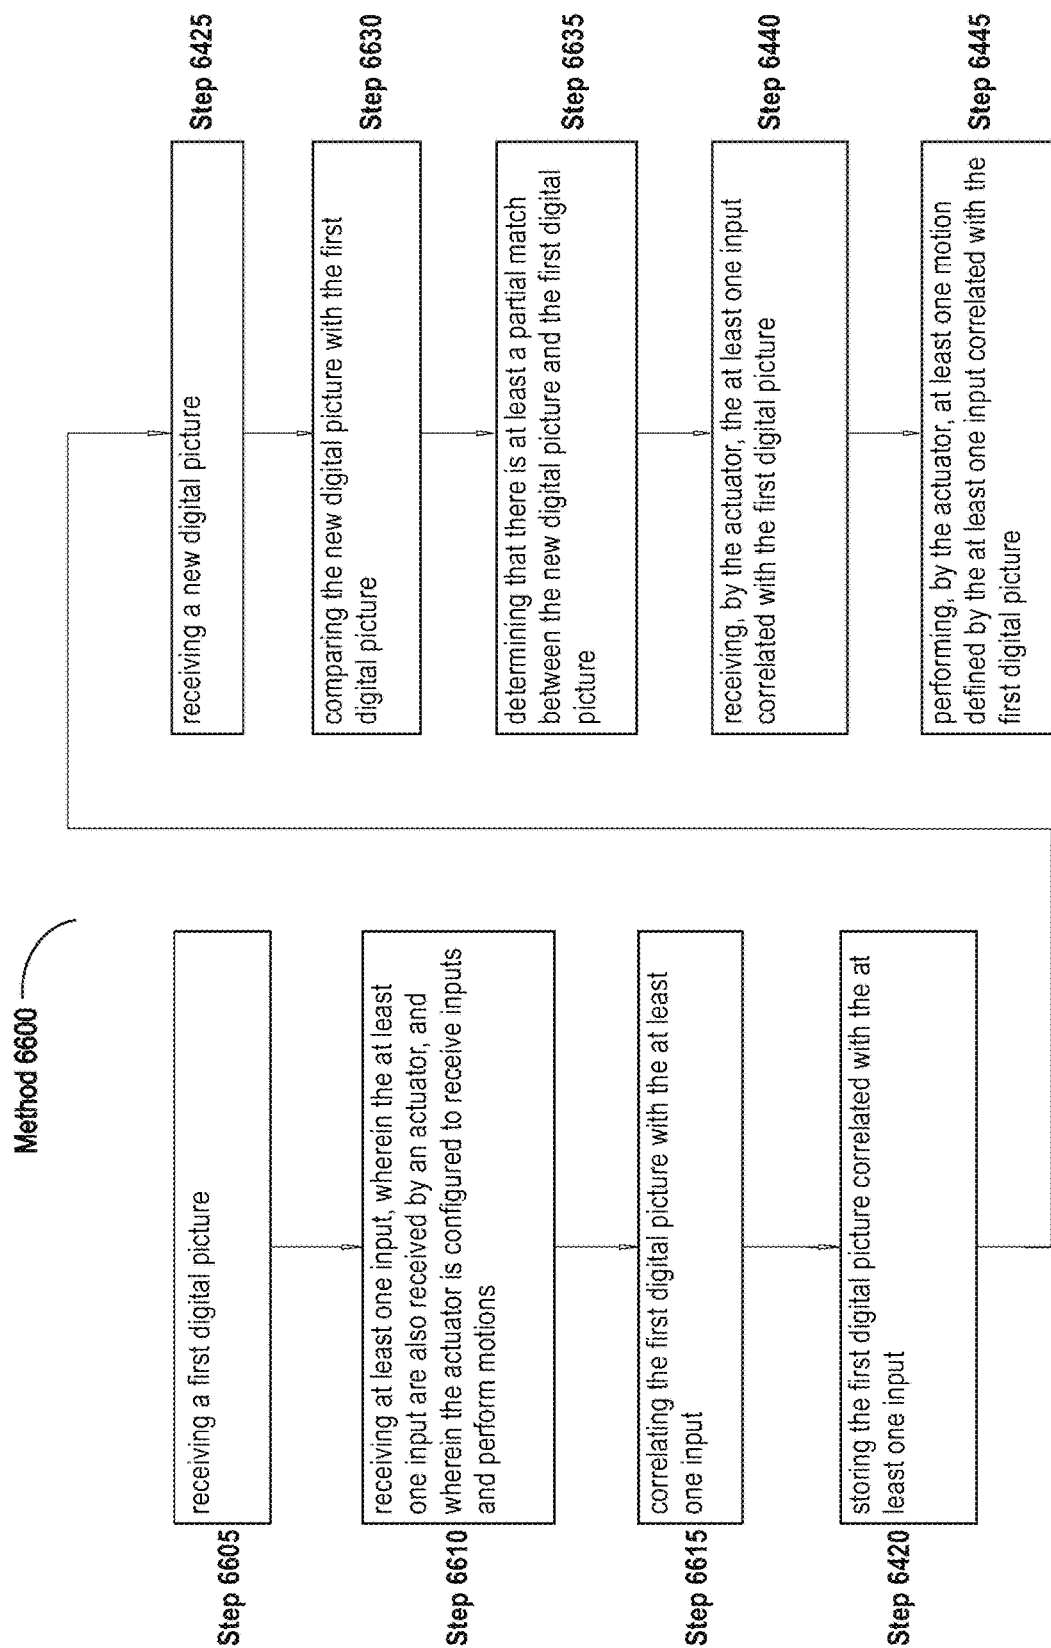 Method 6600
Step 6605
receiving a first digital picture
Step 6610
receiving at least one input, wherein the at least
one input are also received by an actuator, and
wherein the actuator is configured to receive inputs
and perform motions
Step 6615
correlating the first digital picture with the at least
one input
Step 6420
storing the first digital picture correlated with the at
least one input
Step 6425
receiving a new digital picture
Step 6630
comparing the new digital picture with the first
digital picture
Step 6635
determining that there is at least a partial match
between the new digital picture and the first digital
picture
Step 6440
receiving, by the actuator, the at least one input
correlated with the first digital picture
Step 6445
performing, by the actuator, at least one motion
defined by the at least one input correlated with the
first digital picture